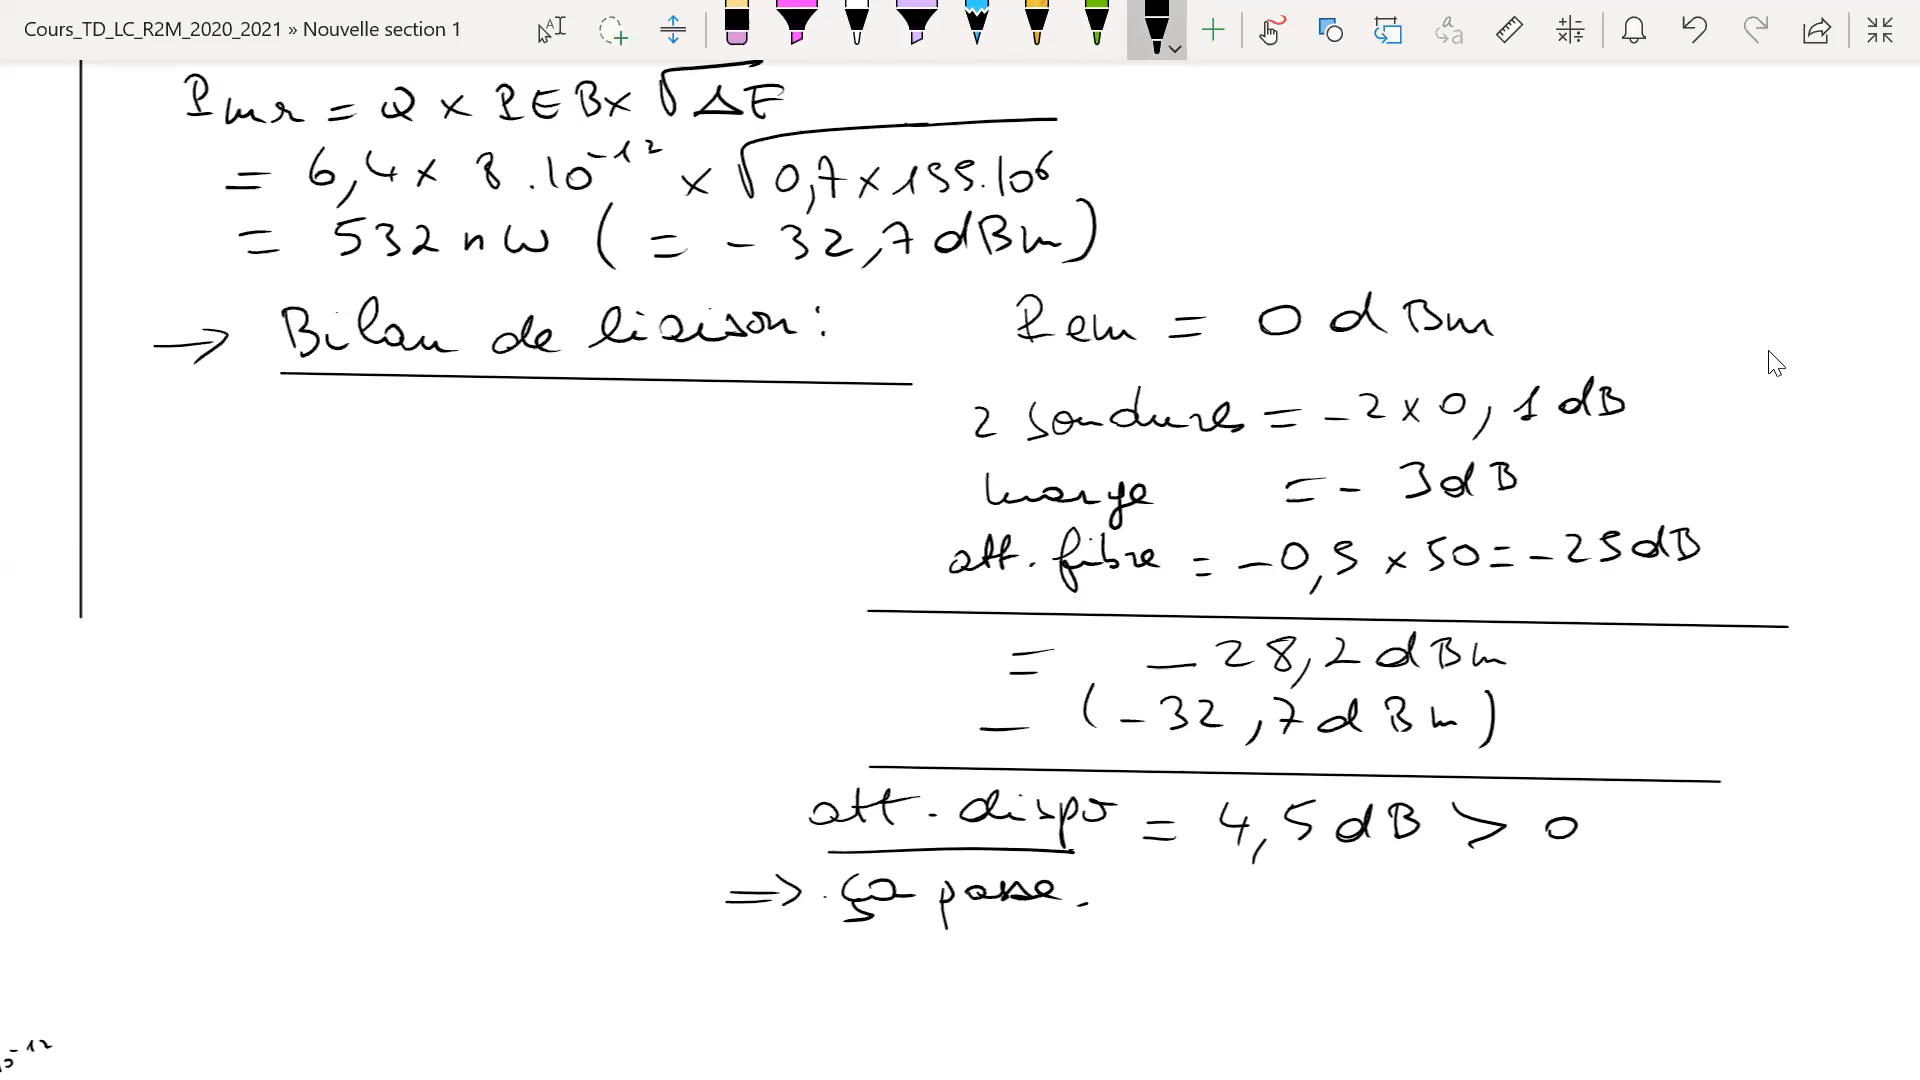 Cours_TD_LC_R2M_2020_2021 » Nouvelle section 1
Pmr = Q × PEB × √ΔF
= 6,4 × 8.10⁻¹² × √0,7×155.10⁶
= 532 nW (= - 32,7 dBm)
→ Bilan de liaison :
Pem = 0 dBm
2 soudures = - 2 × 0,1 dB
marge = - 3 dB
att. fibre = - 0,5 × 50 = - 25 dB
= - 28,2 dBm
- (- 32,7 dBm)
att. dispo = 4,5 dB > 0
=> ça passe.